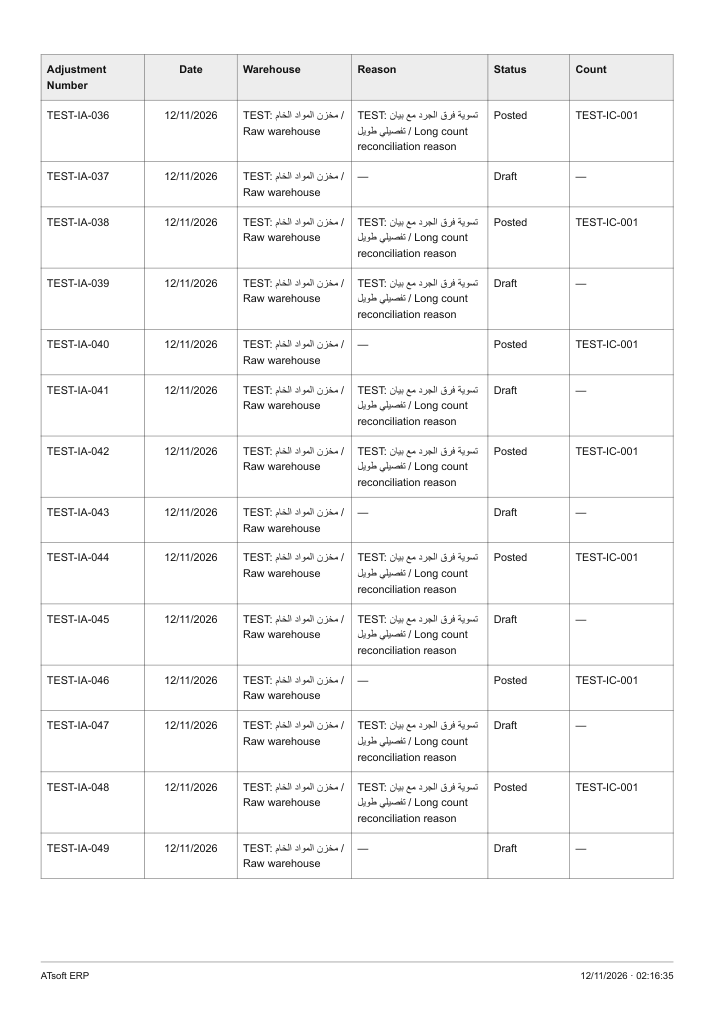 Adjustment Number Date Warehouse Reason Status Count
TEST-IA-036 12/11/2026 TEST: مخزن المواد الخام / TEST: تسوية فرق الجرد مع بيان Posted TEST-IC-001
Raw warehouse تفصيلي طويل / Long count
reconciliation reason
TEST-IA-037 12/11/2026 TEST: مخزن المواد الخام / — Draft —
Raw warehouse
TEST-IA-038 12/11/2026 TEST: مخزن المواد الخام / TEST: تسوية فرق الجرد مع بيان Posted TEST-IC-001
Raw warehouse تفصيلي طويل / Long count
reconciliation reason
TEST-IA-039 12/11/2026 TEST: مخزن المواد الخام / TEST: تسوية فرق الجرد مع بيان Draft —
Raw warehouse تفصيلي طويل / Long count
reconciliation reason
TEST-IA-040 12/11/2026 TEST: مخزن المواد الخام / — Posted TEST-IC-001
Raw warehouse
TEST-IA-041 12/11/2026 TEST: مخزن المواد الخام / TEST: تسوية فرق الجرد مع بيان Draft —
Raw warehouse تفصيلي طويل / Long count
reconciliation reason
TEST-IA-042 12/11/2026 TEST: مخزن المواد الخام / TEST: تسوية فرق الجرد مع بيان Posted TEST-IC-001
Raw warehouse تفصيلي طويل / Long count
reconciliation reason
TEST-IA-043 12/11/2026 TEST: مخزن المواد الخام / — Draft —
Raw warehouse
TEST-IA-044 12/11/2026 TEST: مخزن المواد الخام / TEST: تسوية فرق الجرد مع بيان Posted TEST-IC-001
Raw warehouse تفصيلي طويل / Long count
reconciliation reason
TEST-IA-045 12/11/2026 TEST: مخزن المواد الخام / TEST: تسوية فرق الجرد مع بيان Draft —
Raw warehouse تفصيلي طويل / Long count
reconciliation reason
TEST-IA-046 12/11/2026 TEST: مخزن المواد الخام / — Posted TEST-IC-001
Raw warehouse
TEST-IA-047 12/11/2026 TEST: مخزن المواد الخام / TEST: تسوية فرق الجرد مع بيان Draft —
Raw warehouse تفصيلي طويل / Long count
reconciliation reason
TEST-IA-048 12/11/2026 TEST: مخزن المواد الخام / TEST: تسوية فرق الجرد مع بيان Posted TEST-IC-001
Raw warehouse تفصيلي طويل / Long count
reconciliation reason
TEST-IA-049 12/11/2026 TEST: مخزن المواد الخام / — Draft —
Raw warehouse
ATsoft ERP 12/11/2026 · 02:16:35